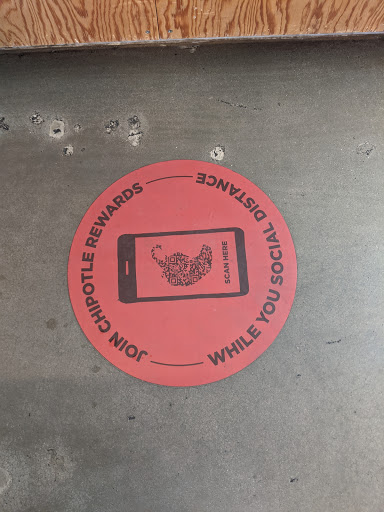 JOIN CHIPOTLE REWARDS
WHILE YOU SOCIAL DISTANCE
SCAN HERE